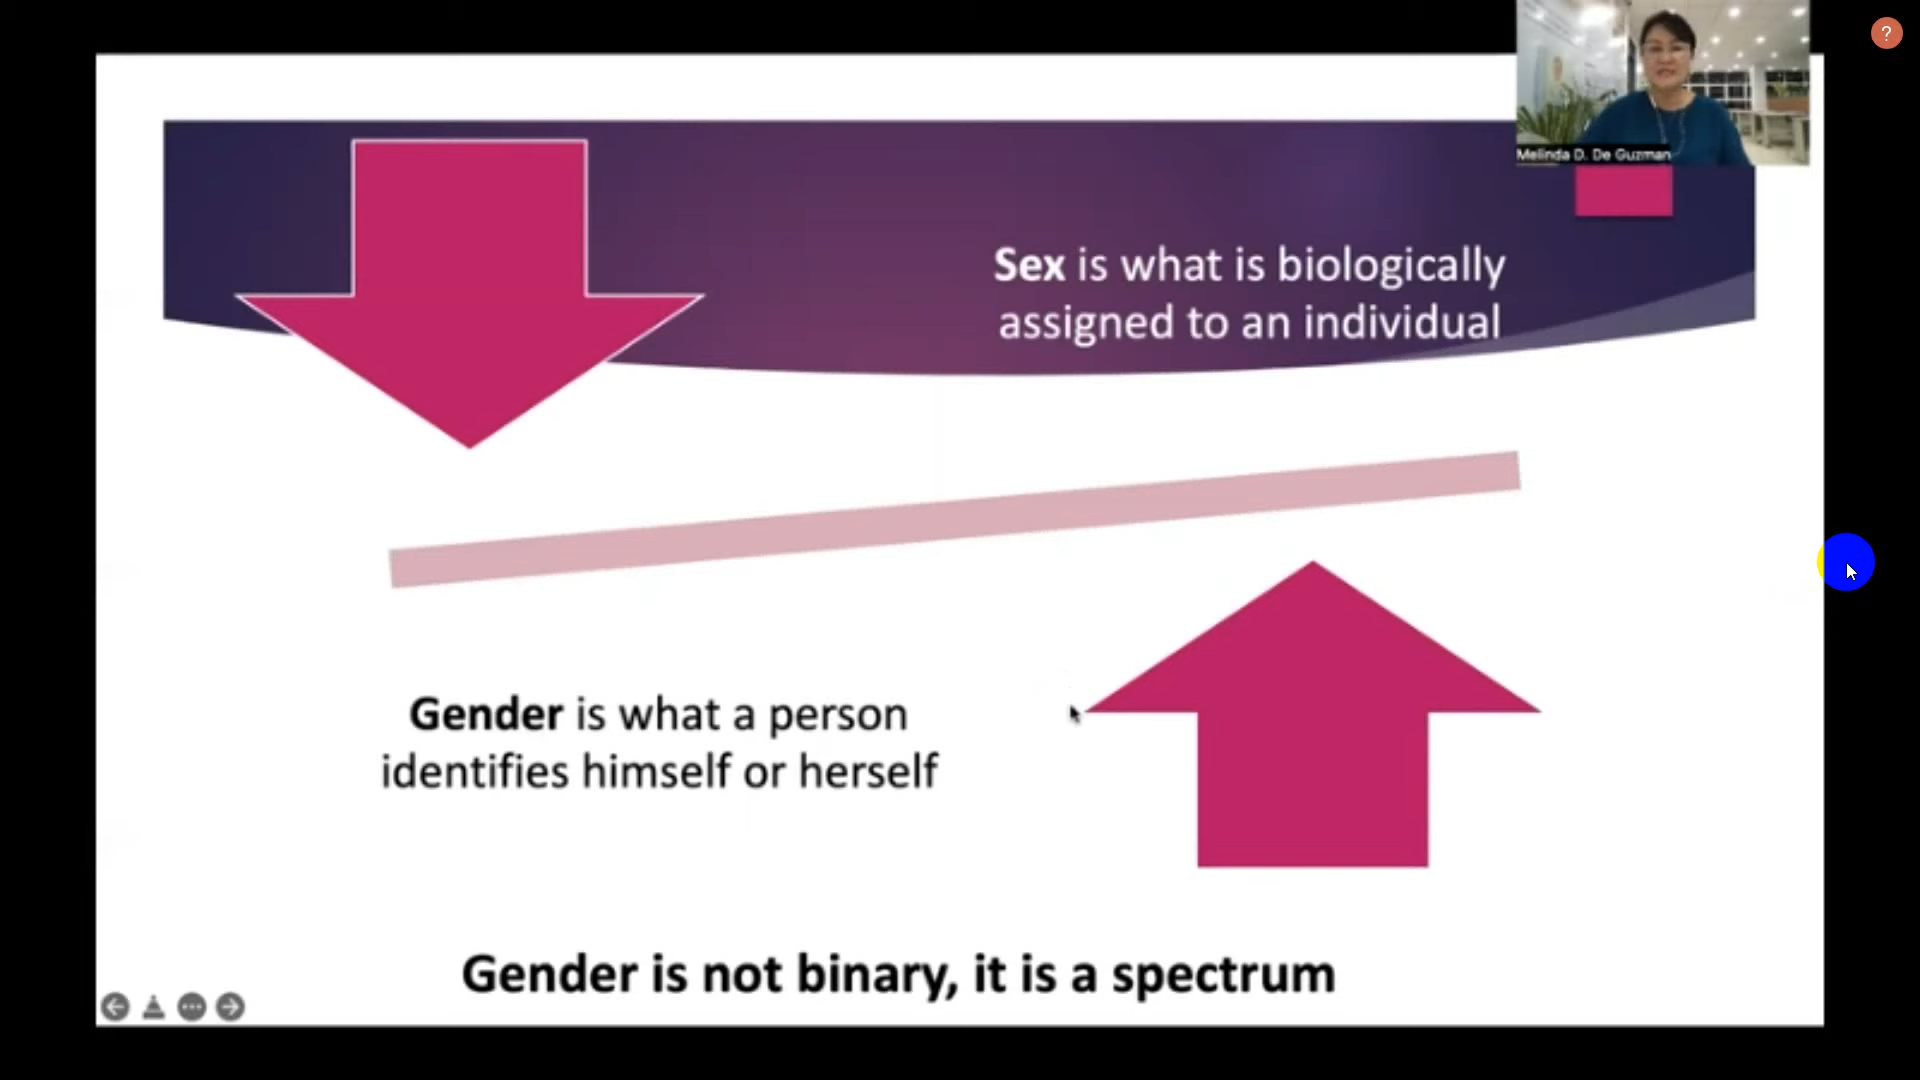 ?
Melinda D. De Guzman
Sex is what is biologically
assigned to an individual
Gender is what a person
identifies himself or herself
Gender is not binary, it is a spectrum